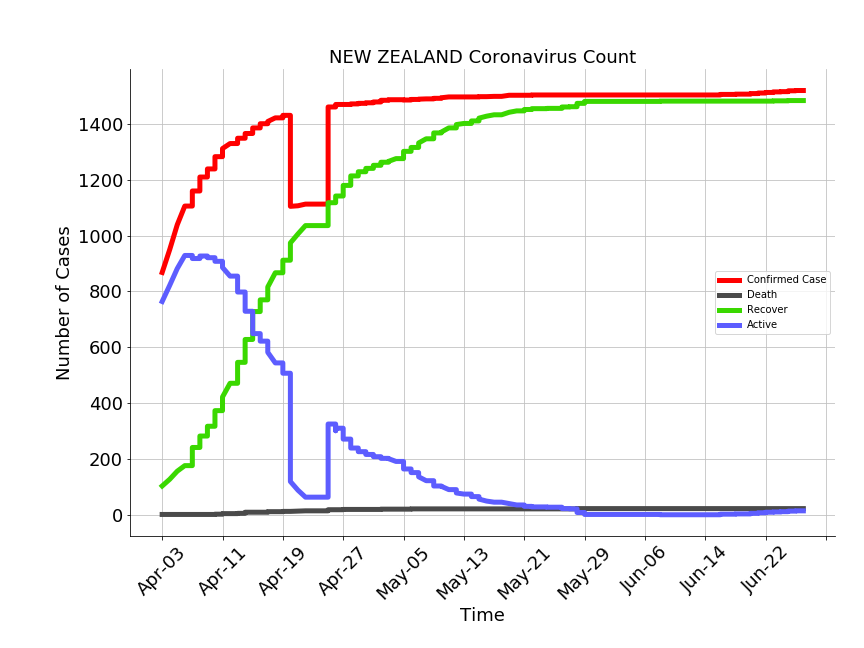 NEW ZEALAND Coronavirus Count
Number of Cases
1400
1200
1000
800
600
400
200
0
Confirmed Case
Death
Recover
Active
Apr-03
Apr-11
Apr-19
Apr-27
May-05
May-13
May-21
May-29
Jun-06
Jun-14
Jun-22
Time